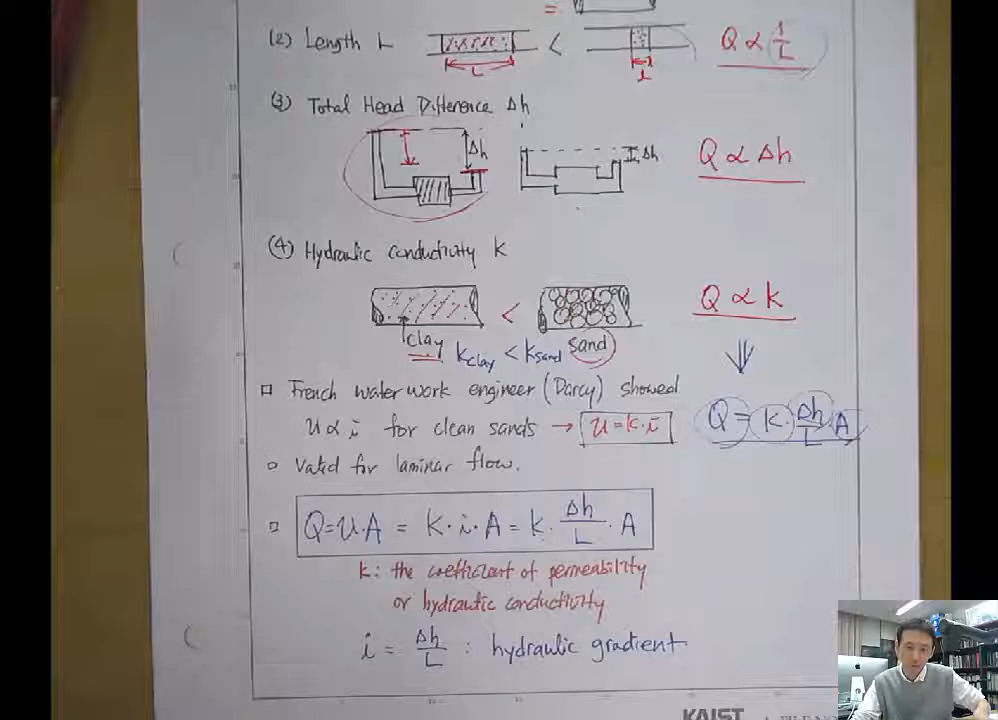 =
(2) Length L
<
L
l
Q ∝ 1/L
(3) Total Head Difference Δh
Δh
Δh
Q ∝ Δh
(4) Hydraulic conductivity K
<
clay
sand
K clay < K sand
Q ∝ k
⇓
□ French waterwork engineer (Darcy) showed
u ∝ i for clean sands → u = k·i
Q = k·Δh/L·A
□ Valid for laminar flow.
□ Q = u·A = K·i·A = k·Δh/L·A
k: the coefficient of permeability
or hydraulic conductivity
i = Δh/L : hydraulic gradient
KAIST